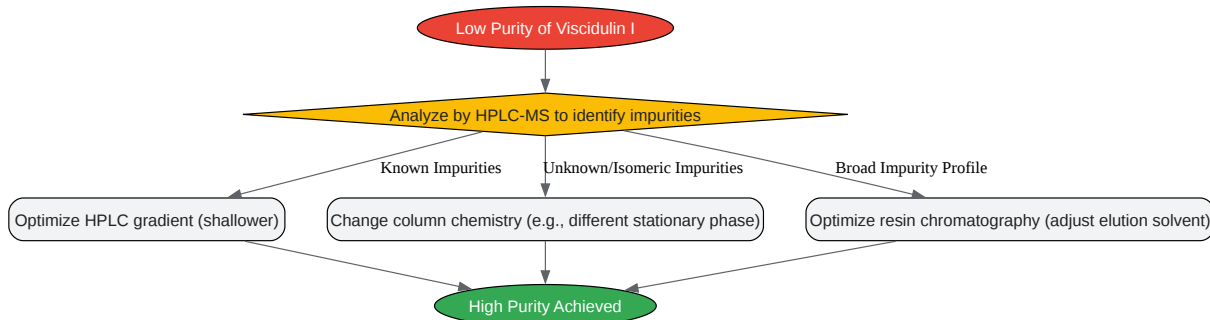 Low Purity of Viscidulin I
Analyze by HPLC-MS to identify impurities
Known Impurities
Unknown/Isomeric Impurities
Broad Impurity Profile
Optimize HPLC gradient (shallower)
Change column chemistry (e.g., different stationary phase)
Optimize resin chromatography (adjust elution solvent)
High Purity Achieved